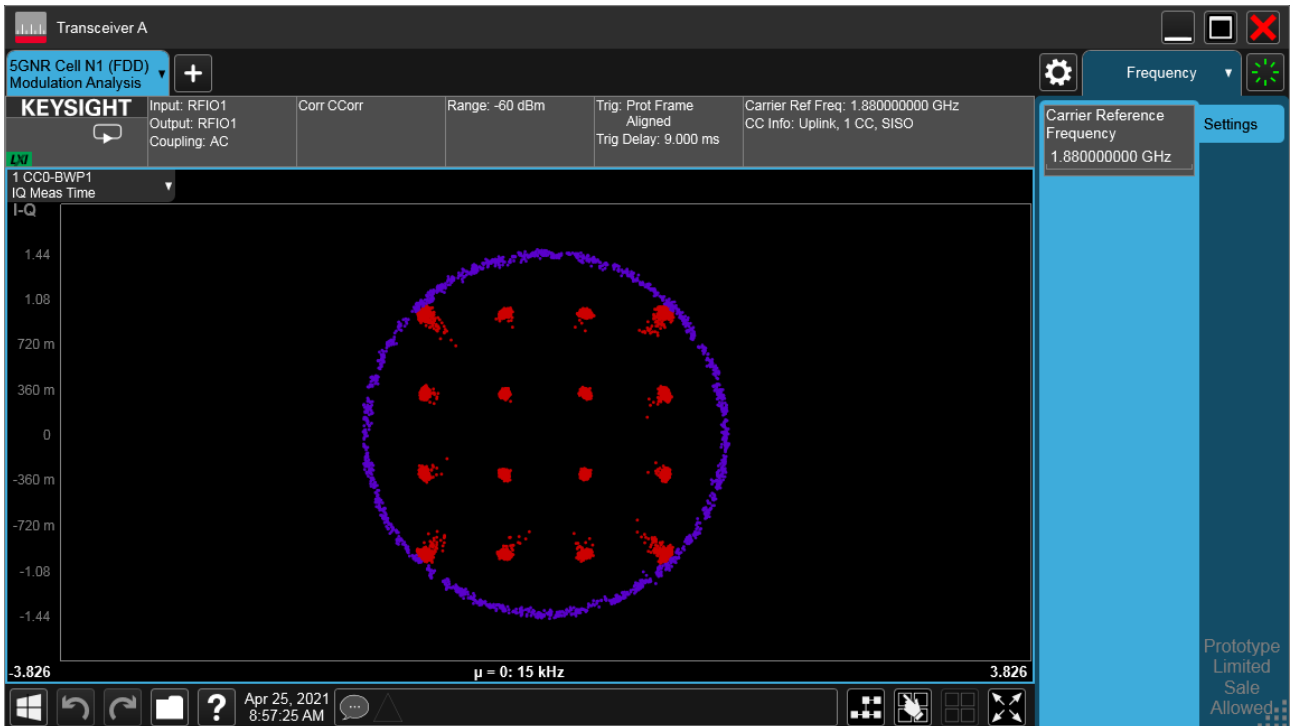 Transceiver A
5GNR Cell N1 (FDD)
Modulation Analysis
Frequency
KEYSIGHT
LXI
Input: RFIO1
Output: RFIO1
Coupling: AC
Corr CCorr
Range: -60 dBm
Trig: Prot Frame
Aligned
Trig Delay: 9.000 ms
Carrier Ref Freq: 1.880000000 GHz
CC Info: Uplink, 1 CC, SISO
Carrier Reference
Frequency
1.880000000 GHz
Settings
1 CC0-BWP1
IQ Meas Time
I-Q
1.44
1.08
720 m
360 m
0
-360 m
-720 m
-1.08
-1.44
-3.826
µ = 0: 15 kHz
3.826
Apr 25, 2021
8:57:25 AM
Prototype
Limited
Sale
Allowed